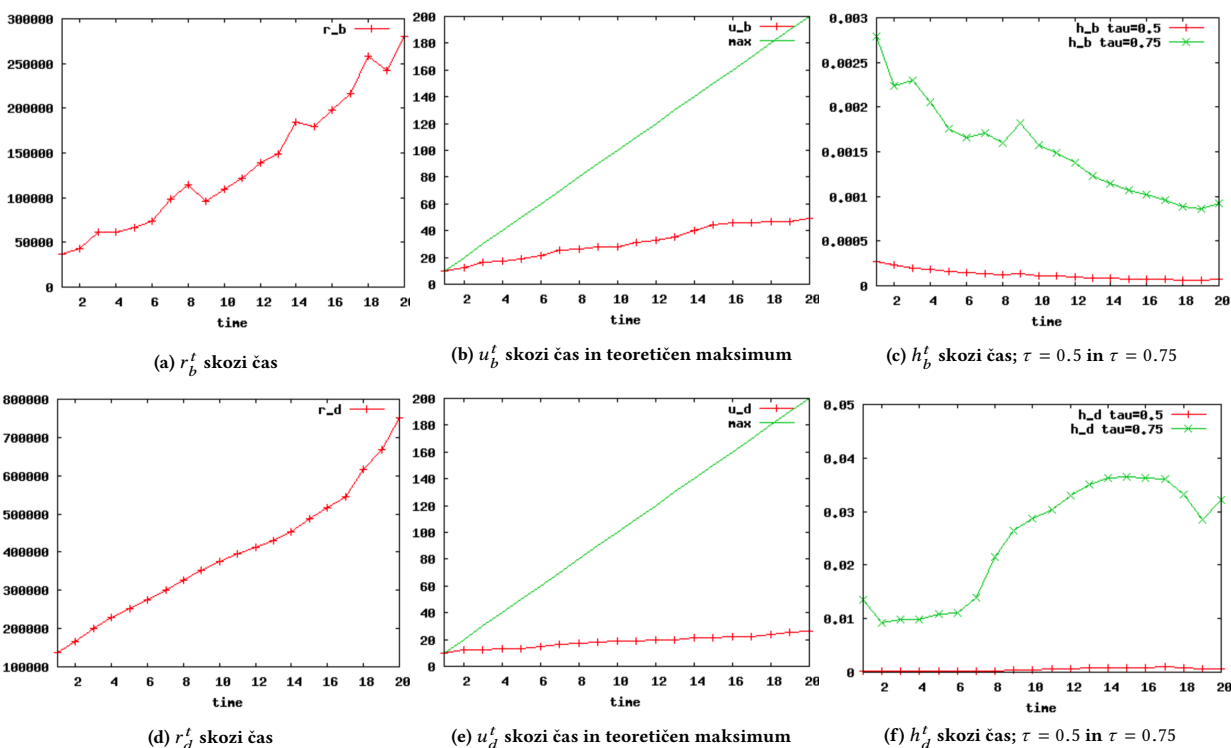 300000
250000
200000
150000
100000
50000
0
r_b
2 4 6 8 10 12 14 16 18 20
time
(a) r_b^t skozi čas
200
180
160
140
120
100
80
60
40
20
0
u_b
max
2 4 6 8 10 12 14 16 18 20
time
(b) u_b^t skozi čas in teoretičen maksimum
0.003
0.0025
0.002
0.0015
0.001
0.0005
0
h_b tau=0.5
h_b tau=0.75
2 4 6 8 10 12 14 16 18 20
time
(c) h_b^t skozi čas; τ = 0.5 in τ = 0.75
800000
700000
600000
500000
400000
300000
200000
100000
r_d
2 4 6 8 10 12 14 16 18 20
time
(d) r_d^t skozi čas
200
180
160
140
120
100
80
60
40
20
0
u_d
max
2 4 6 8 10 12 14 16 18 20
time
(e) u_d^t skozi čas in teoretičen maksimum
0.05
0.04
0.03
0.02
0.01
0
h_d tau=0.5
h_d tau=0.75
2 4 6 8 10 12 14 16 18 20
time
(f) h_d^t skozi čas; τ = 0.5 in τ = 0.75